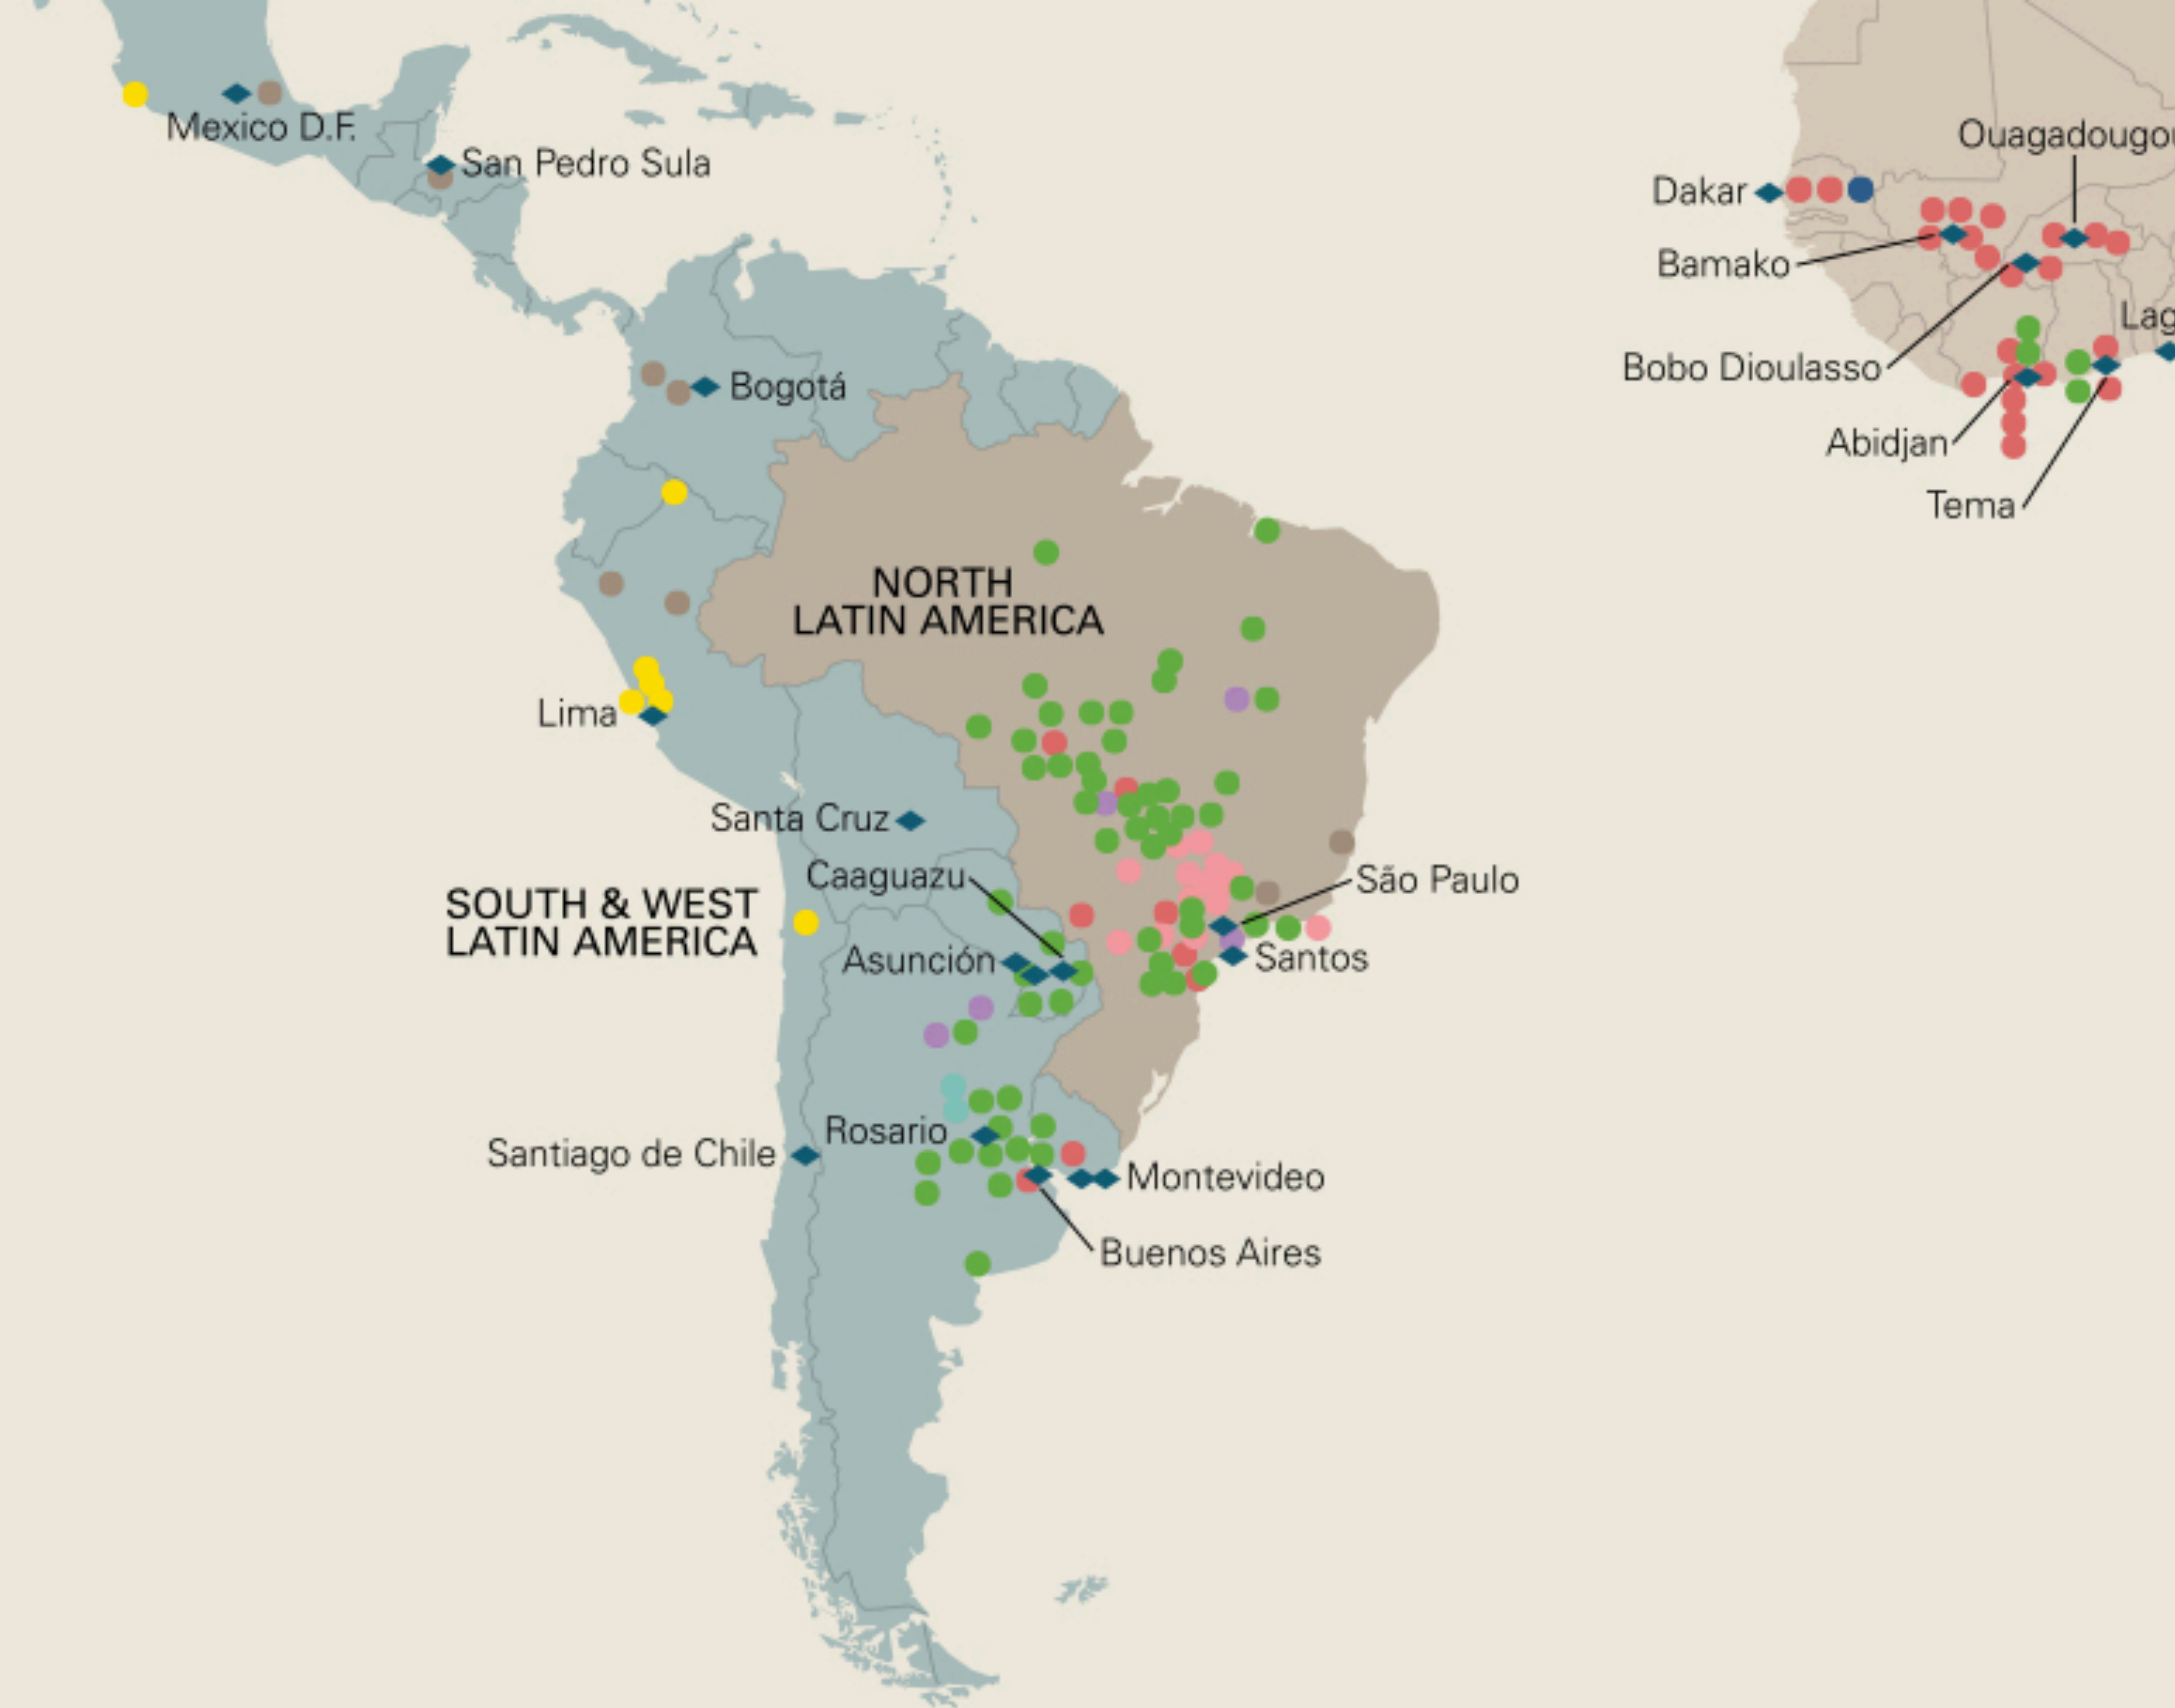 Mexico D.F.
San Pedro Sula
Ouagadougou
Dakar
Bamako
Lag
Bobo Dioulasso
Abidjan
Tema
Bogotá
NORTH
LATIN AMERICA
Lima
Santa Cruz
Caaguazu
São Paulo
SOUTH & WEST
LATIN AMERICA
Asunción
Santos
Rosario
Santiago de Chile
Montevideo
Buenos Aires